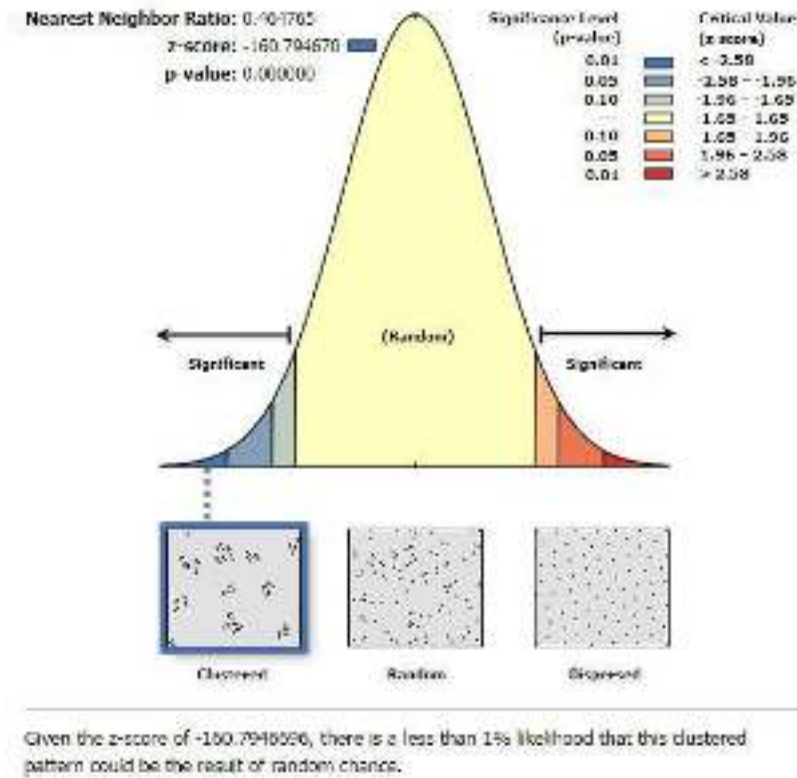 Nearest Neighbor Ratio: 0.464765
z-score: -160.794670
p-value: 0.000000
Significance Level
(p-value)
Critical Value
(z-score)
0.01 < -2.58
0.05 -2.58 - -1.96
0.10 -1.96 - -1.65
--- -1.65 - 1.65
0.10 1.65 - 1.96
0.05 1.96 - 2.58
0.01 > 2.58
(Random)
Significant
Significant
Clustered
Random
Dispersed
Given the z-score of -160.7946696, there is a less than 1% likelihood that this clustered
pattern could be the result of random chance.